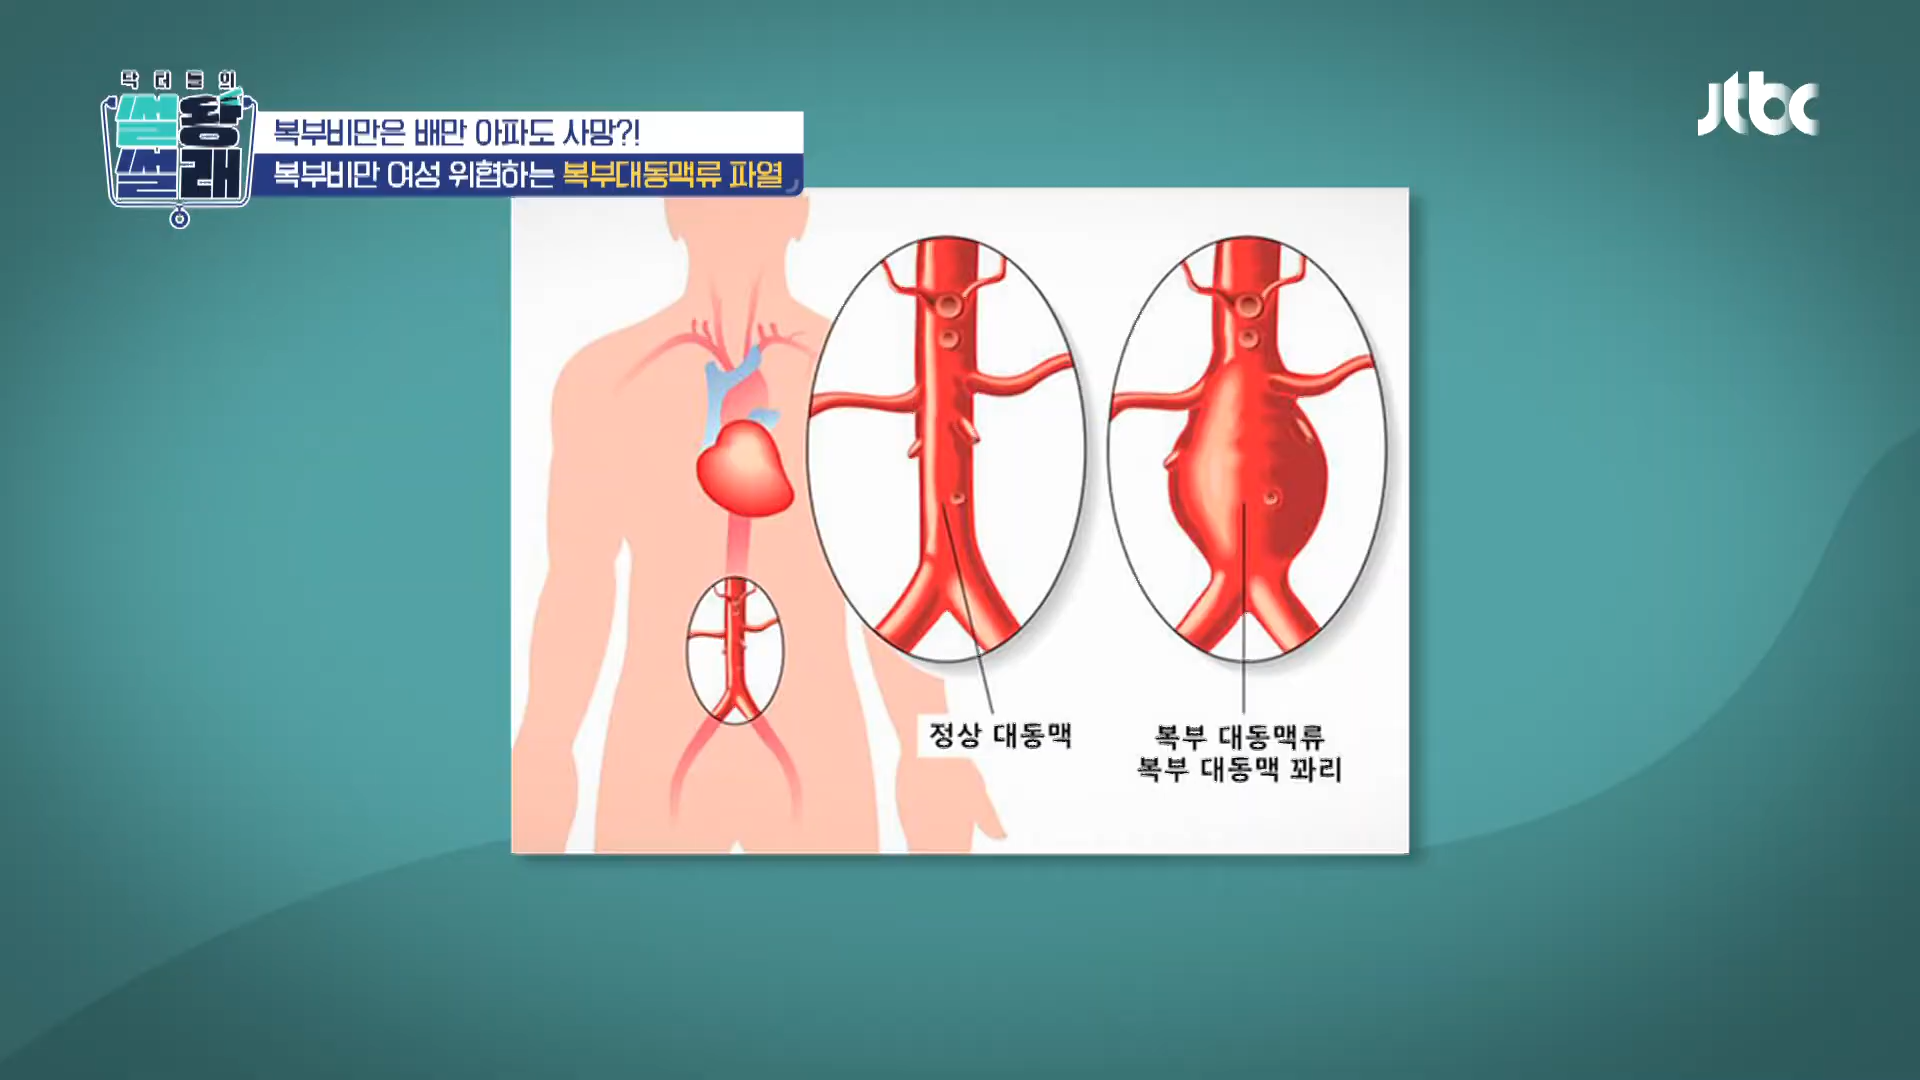 닥터들의
썰왕
썰래
복부비만은 배만 아파도 사망?!
복부비만 여성 위협하는 복부대동맥류 파열
jtbc
정상 대동맥
복부 대동맥류
복부 대동맥 꽈리